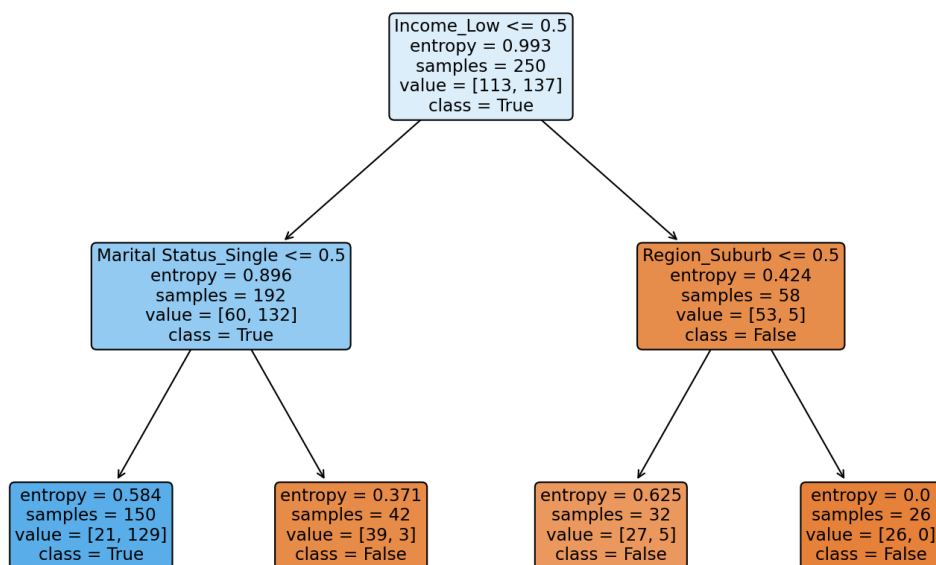 Income_Low <= 0.5
entropy = 0.993
samples = 250
value = [113, 137]
class = True
Marital Status_Single <= 0.5
entropy = 0.896
samples = 192
value = [60, 132]
class = True
Region_Suburb <= 0.5
entropy = 0.424
samples = 58
value = [53, 5]
class = False
entropy = 0.584
samples = 150
value = [21, 129]
class = True
entropy = 0.371
samples = 42
value = [39, 3]
class = False
entropy = 0.625
samples = 32
value = [27, 5]
class = False
entropy = 0.0
samples = 26
value = [26, 0]
class = False